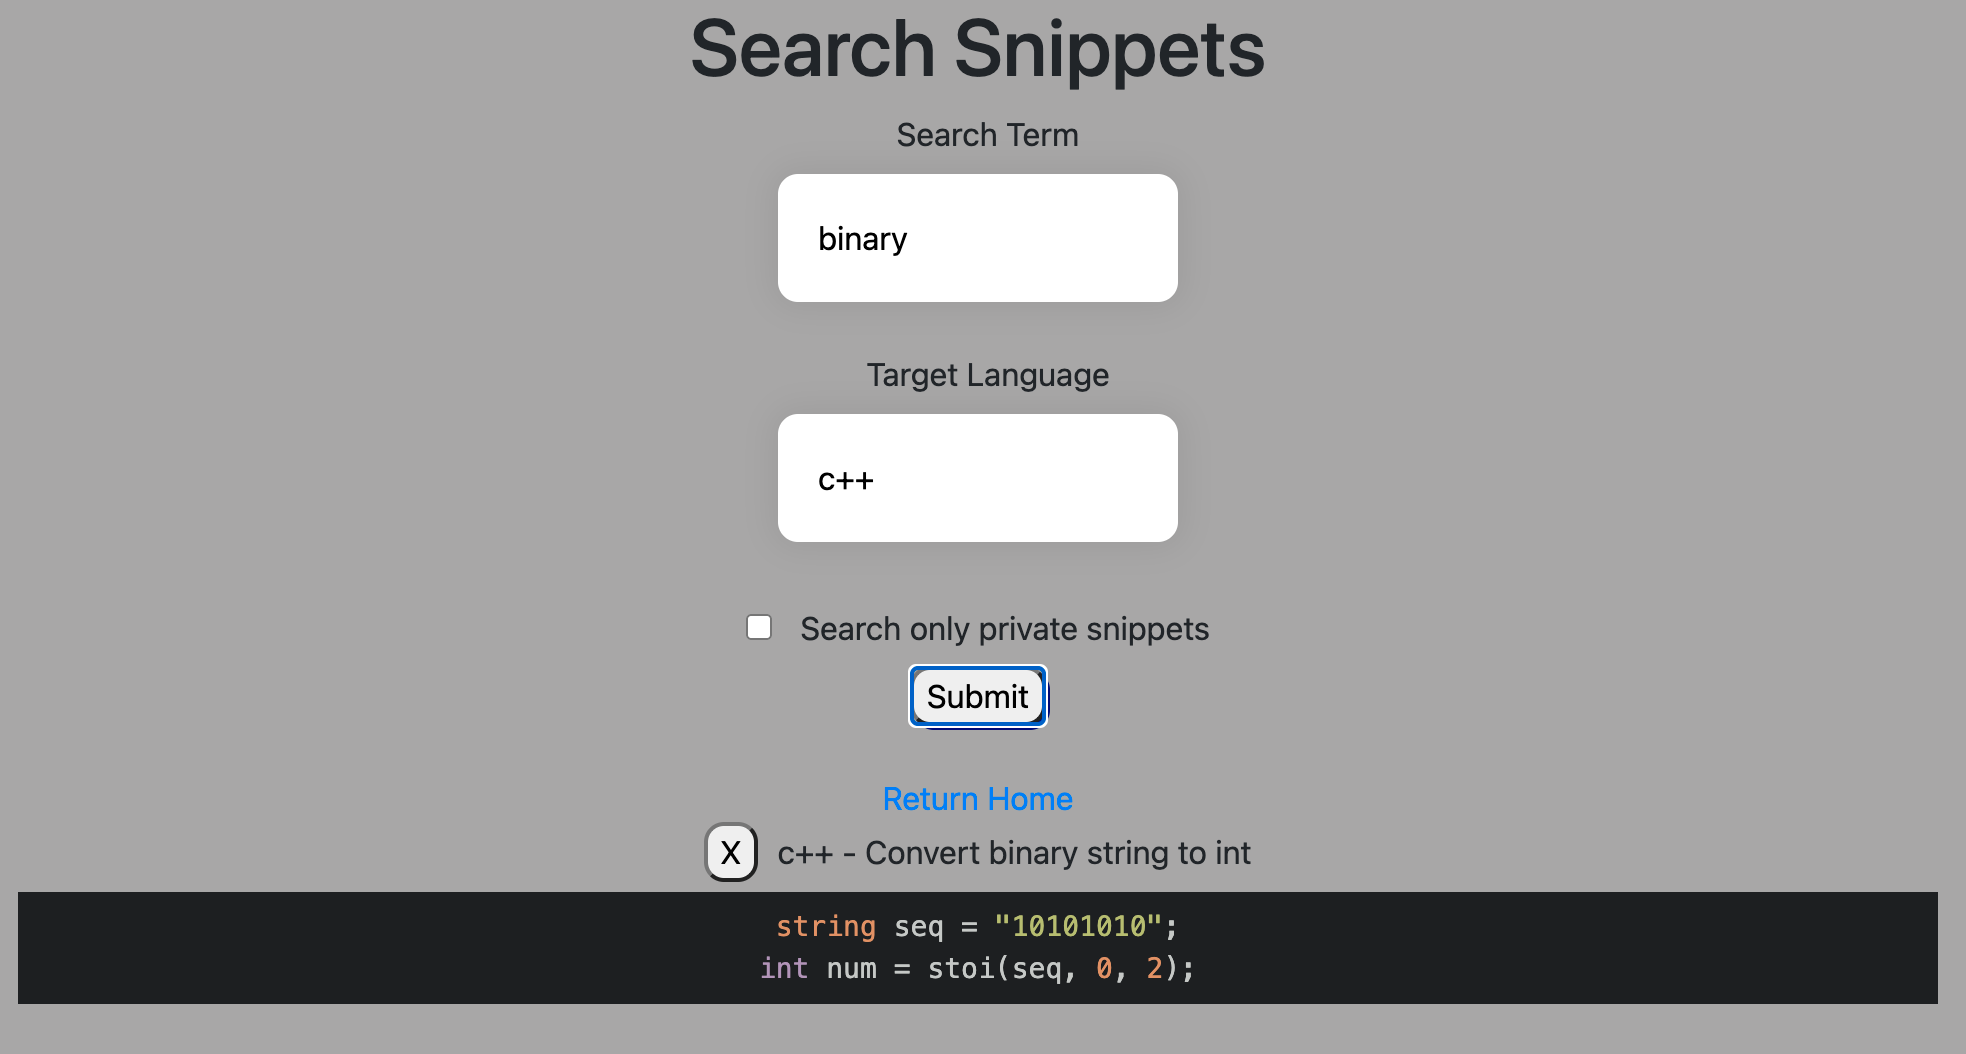 Search Snippets
Search Term
binary
Target Language
c++
Search only private snippets
Submit
Return Home
X c++ - Convert binary string to int
string seq = "10101010";
int num = stoi(seq, 0, 2);